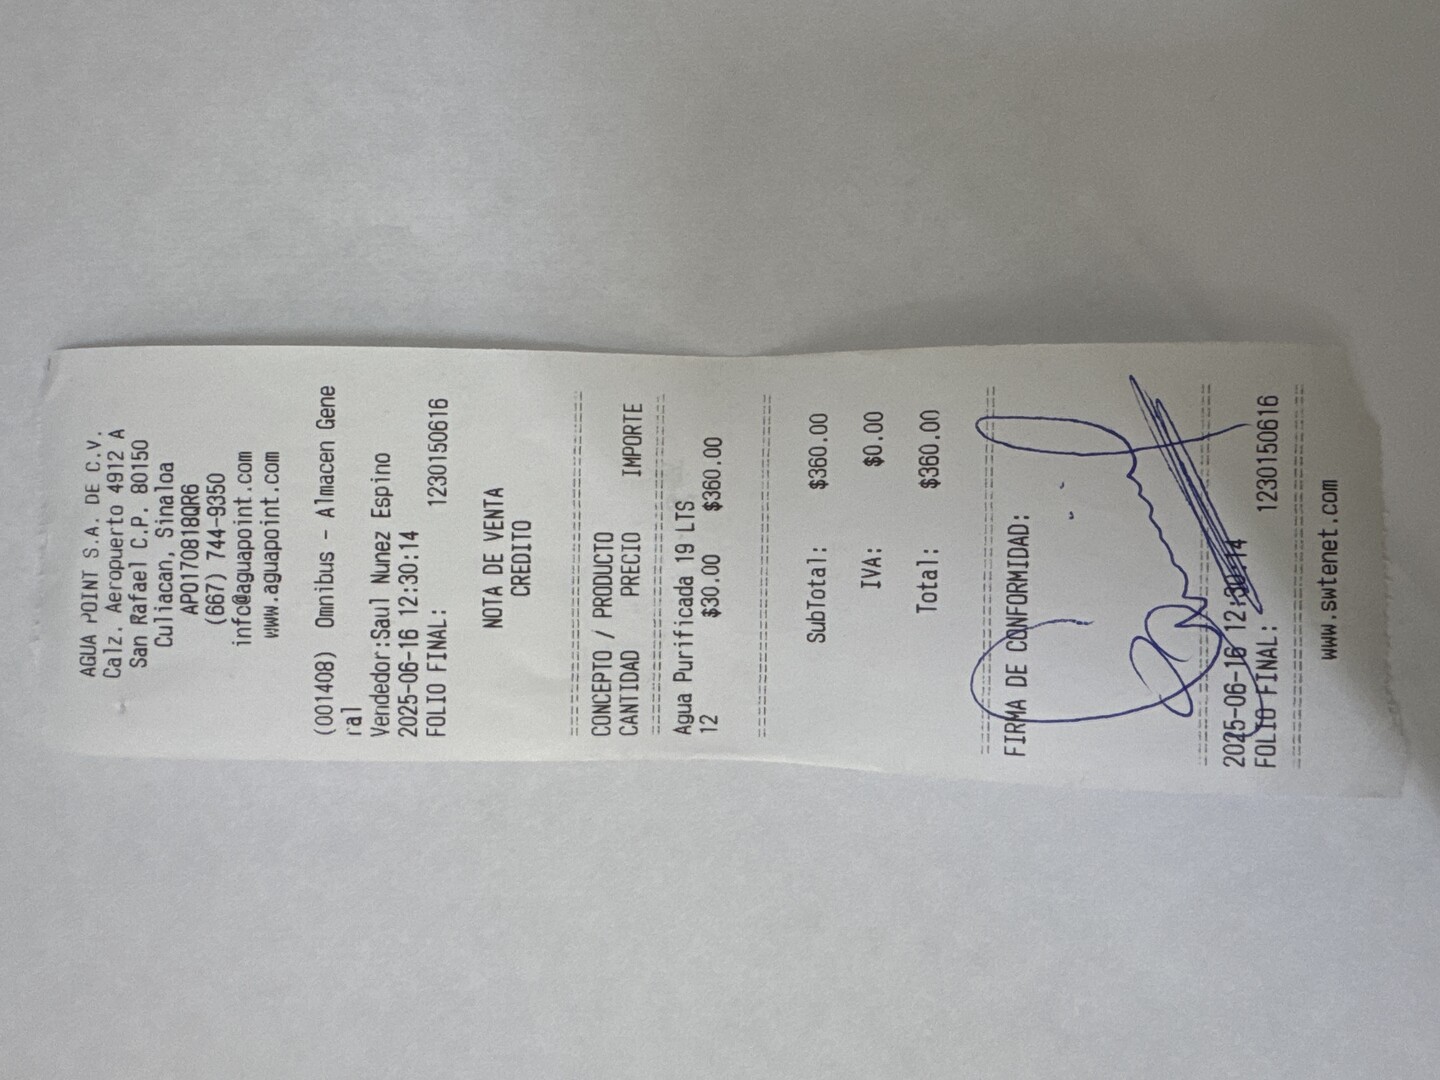 AGUA POINT S.A. DE C.V.
Calz. Aeropuerto 4912 A
San Rafael C.P. 80150
Culiacan, Sinaloa
APO170818QR6
(667) 744-9350
info@aguapoint.com
www.aguapoint.com
(001408) Omnibus - Almacen Gene
ral
Vendedor:Saul Nunez Espino
2025-06-16 12:30:14
FOLIO FINAL: 1230150616
NOTA DE VENTA
CREDITO
CONCEPTO / PRODUCTO
CANTIDAD PRECIO IMPORTE
Agua Purificada 19 LTS
12 $30.00 $360.00
SubTotal: $360.00
IVA: $0.00
Total: $360.00
FIRMA DE CONFORMIDAD:
2025-06-16 12:30:14
FOLIO FINAL: 1230150616
www.swtenet.com